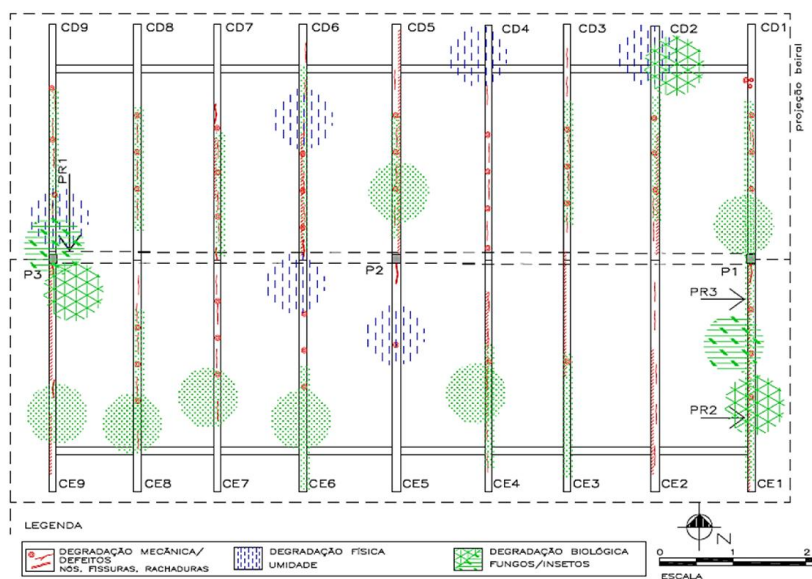 CD9 CD8 CD7 CD6 CD5 CD4 CD3 CD2 CD1
projeção beiral
PR1
P3 P2 P1
PR3
PR2
CE9 CE8 CE7 CE6 CE5 CE4 CE3 CE2 CE1
LEGENDA
DEGRADAÇÃO MECÂNICA/
DEFEITOS
NÓS, FISSURAS, RACHADURAS
DEGRADAÇÃO FÍSICA
UMIDADE
DEGRADAÇÃO BIOLÓGICA
FUNGOS/INSETOS
N
0 1 2
ESCALA